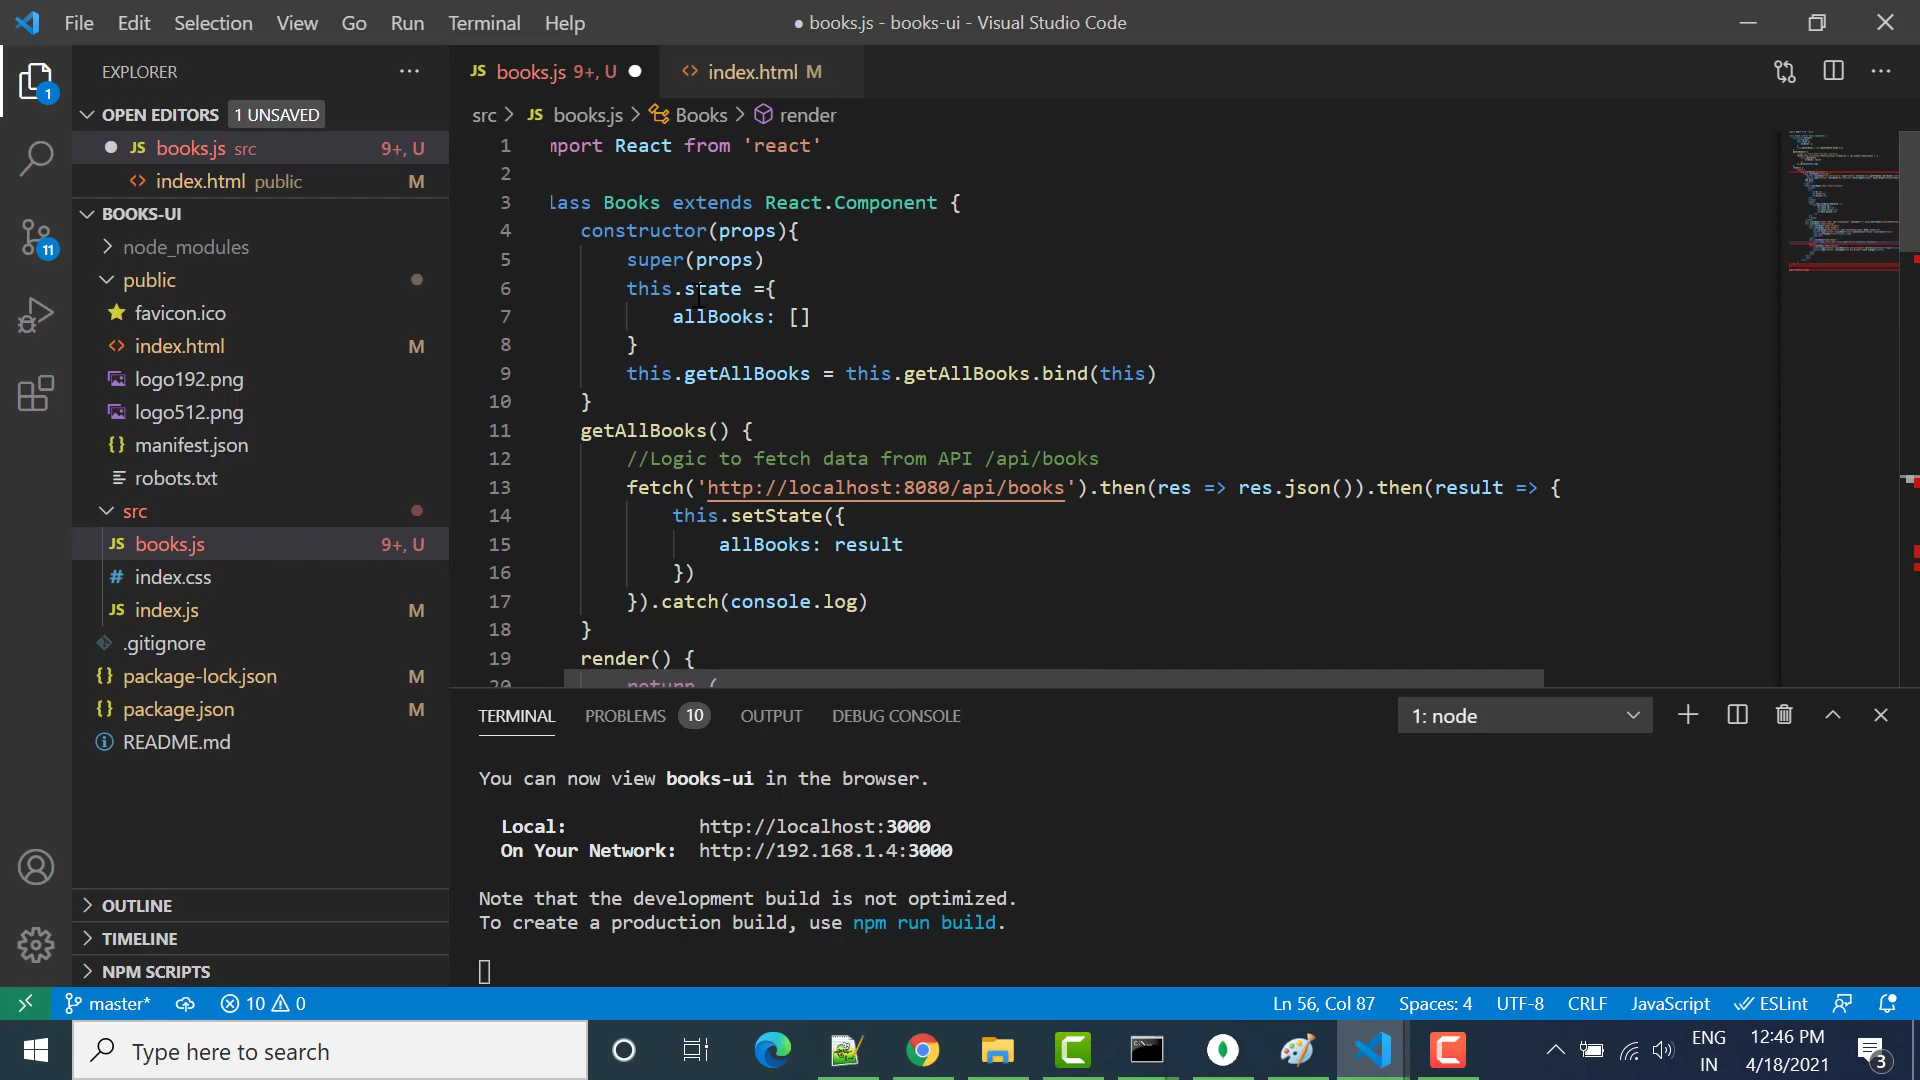 File Edit Selection View Go Run Terminal Help
● books.js - books-ui - Visual Studio Code
EXPLORER
OPEN EDITORS 1 UNSAVED
books.js src 9+, U
index.html public M
BOOKS-UI
node_modules
public
favicon.ico
index.html M
logo192.png
logo512.png
manifest.json
robots.txt
src
books.js 9+, U
index.css
index.js M
.gitignore
package-lock.json M
package.json M
README.md
OUTLINE
TIMELINE
NPM SCRIPTS
1
11
JS books.js 9+, U
index.html M
src > JS books.js > Books > render
1 mport React from 'react'
2
3 lass Books extends React.Component {
4 constructor(props){
5 super(props)
6 this.state ={
7 allBooks: []
8 }
9 this.getAllBooks = this.getAllBooks.bind(this)
10 }
11 getAllBooks() {
12 //Logic to fetch data from API /api/books
13 fetch('http://localhost:8080/api/books').then(res => res.json()).then(result => {
14 this.setState({
15 allBooks: result
16 })
17 }).catch(console.log)
18 }
19 render() {
20 return (
TERMINAL PROBLEMS 10 OUTPUT DEBUG CONSOLE
1: node
You can now view books-ui in the browser.
Local: http://localhost:3000
On Your Network: http://192.168.1.4:3000
Note that the development build is not optimized.
To create a production build, use npm run build.
master* 10 0
Ln 56, Col 87 Spaces: 4 UTF-8 CRLF JavaScript ESLint
Type here to search
ENG
IN
12:46 PM
4/18/2021
3